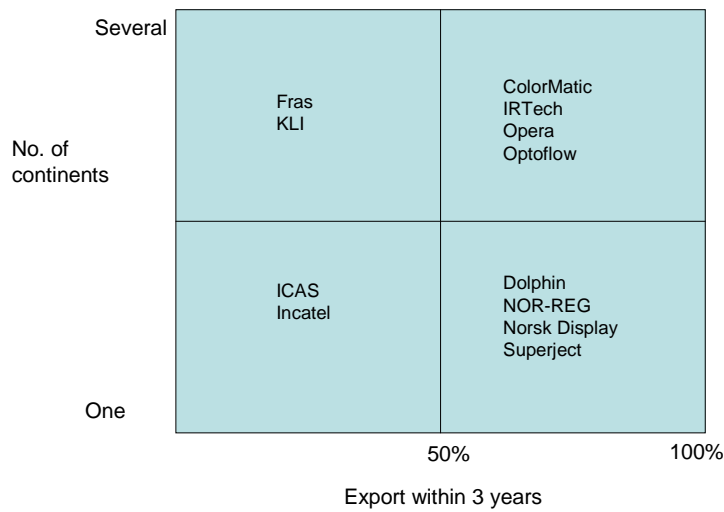 Several
Fras
KLI
ColorMatic
IRTech
Opera
Optoflow
No. of
continents
ICAS
Incatel
Dolphin
NOR-REG
Norsk Display
Superject
One
50%
100%
Export within 3 years